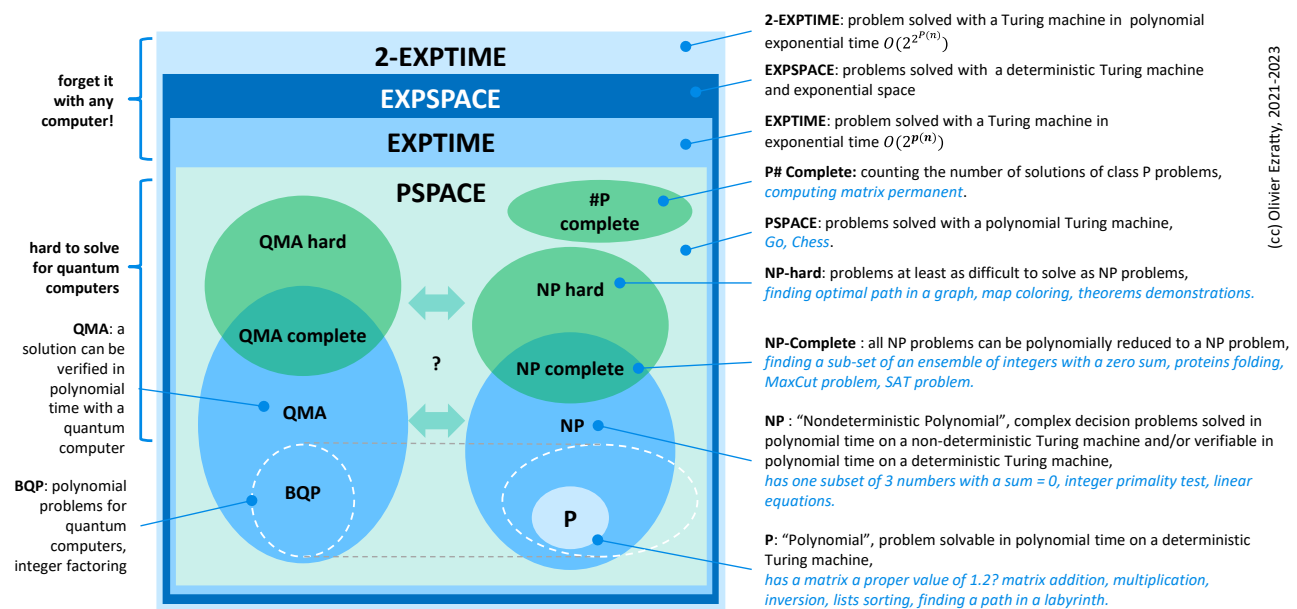 forget it
with any
computer!
hard to solve
for quantum
computers
QMA: a
solution can be
verified in
polynomial
time with a
quantum
computer
BQP: polynomial
problems for
quantum
computers,
integer factoring
2-EXPTIME
EXPSPACE
EXPTIME
PSPACE
#P
complete
QMA hard
NP hard
QMA complete
?
NP complete
QMA
NP
BQP
P
2-EXPTIME: problem solved with a Turing machine in polynomial
exponential time O(2^{2^{P(n)}})
EXPSPACE: problems solved with a deterministic Turing machine
and exponential space
EXPTIME: problem solved with a Turing machine in
exponential time O(2^{p(n)})
P# Complete: counting the number of solutions of class P problems,
computing matrix permanent.
PSPACE: problems solved with a polynomial Turing machine,
Go, Chess.
NP-hard: problems at least as difficult to solve as NP problems,
finding optimal path in a graph, map coloring, theorems demonstrations.
NP-Complete : all NP problems can be polynomially reduced to a NP problem,
finding a sub-set of an ensemble of integers with a zero sum, proteins folding,
MaxCut problem, SAT problem.
NP : “Nondeterministic Polynomial”, complex decision problems solved in
polynomial time on a non-deterministic Turing machine and/or verifiable in
polynomial time on a deterministic Turing machine,
has one subset of 3 numbers with a sum = 0, integer primality test, linear
equations.
P: “Polynomial”, problem solvable in polynomial time on a deterministic
Turing machine,
has a matrix a proper value of 1.2? matrix addition, multiplication,
inversion, lists sorting, finding a path in a labyrinth.
(cc) Olivier Ezratty, 2021-2023